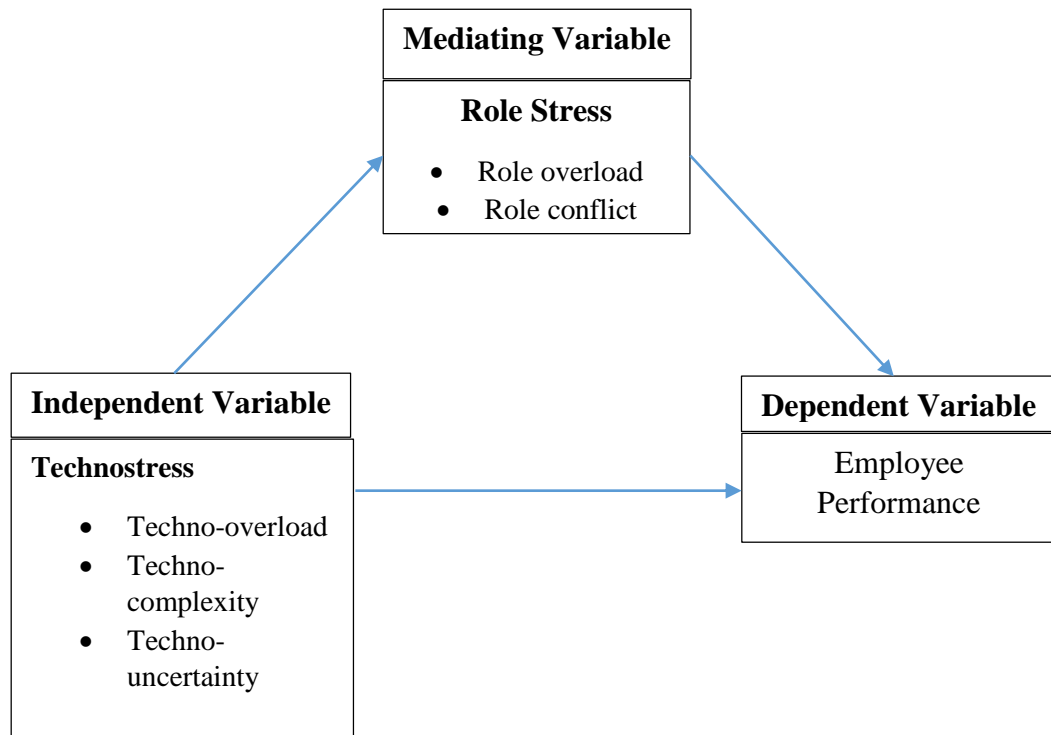 Mediating Variable
Role Stress
• Role overload
• Role conflict
Independent Variable
Technostress
• Techno-overload
• Techno-
complexity
• Techno-
uncertainty
Dependent Variable
Employee
Performance